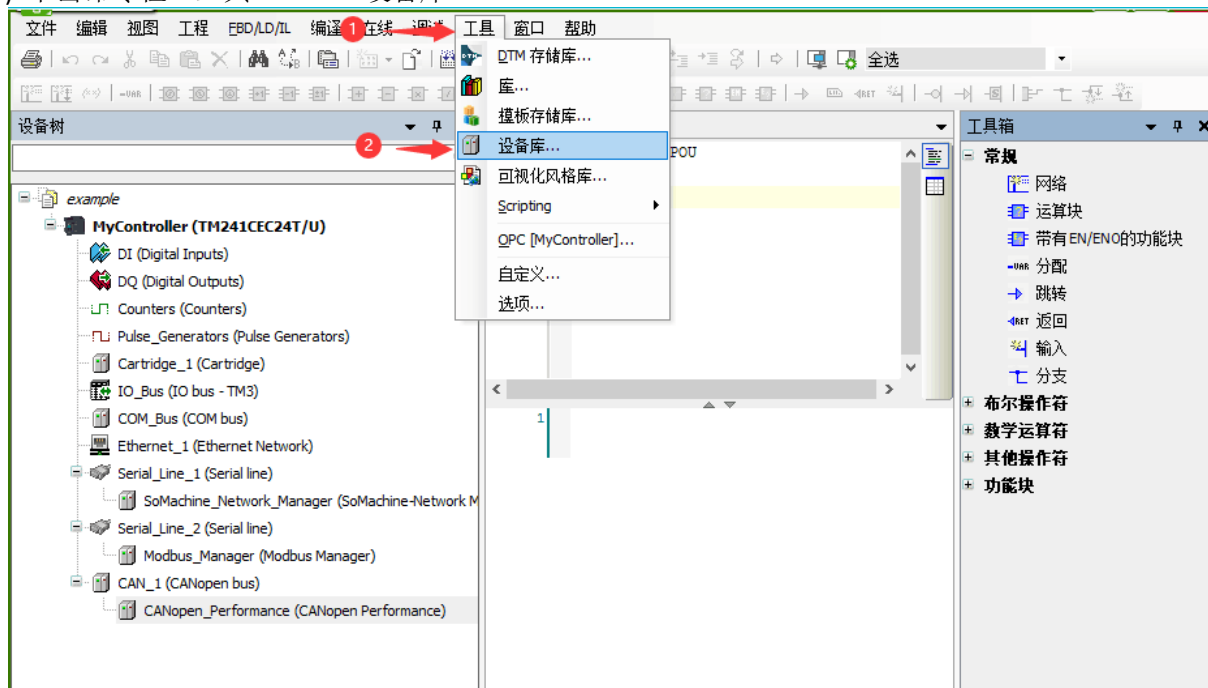 文件 编辑 视图 工程 FBD/LD/IL 编译 在线 调试 工具 窗口 帮助
1
全选
DTM 存储库...
库...
模板存储库...
设备库...
2
可视化风格库...
Scripting
OPC [MyController]...
自定义...
选项...
设备树
POU
1
example
MyController (TM241CEC24T/U)
DI (Digital Inputs)
DQ (Digital Outputs)
Counters (Counters)
Pulse_Generators (Pulse Generators)
Cartridge_1 (Cartridge)
IO_Bus (IO bus - TM3)
COM_Bus (COM bus)
Ethernet_1 (Ethernet Network)
Serial_Line_1 (Serial line)
SoMachine_Network_Manager (SoMachine-Network M
Serial_Line_2 (Serial line)
Modbus_Manager (Modbus Manager)
CAN_1 (CANopen bus)
CANopen_Performance (CANopen Performance)
工具箱
常规
网络
运算块
带有EN/ENO的功能块
-VAR 分配
跳转
RET 返回
输入
分支
布尔操作符
数学运算符
其他操作符
功能块